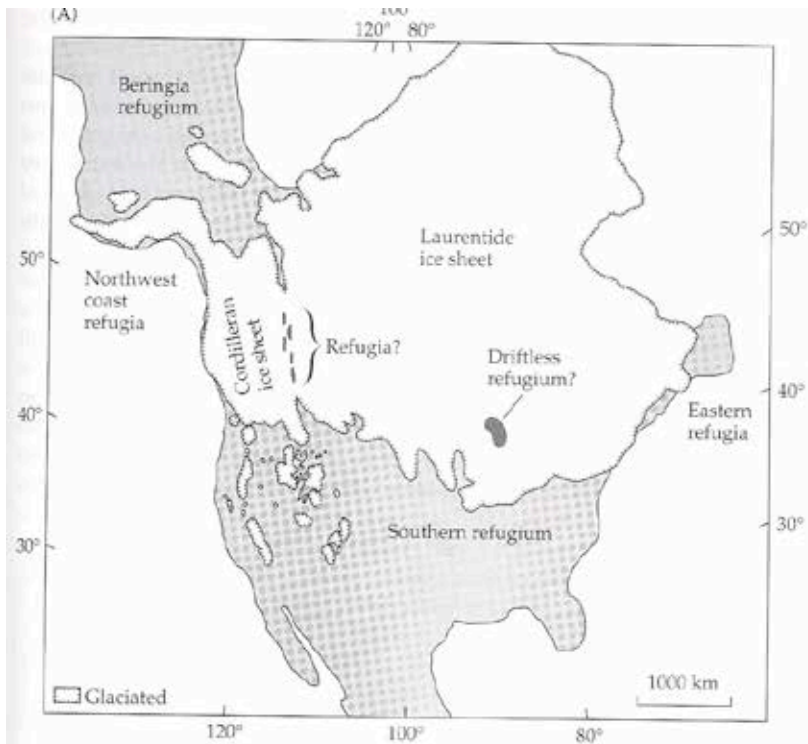 (A)
100
120° 80°
Beringia
refugium
Laurentide
ice sheet
50°
50°
Northwest
coast
refugia
Cordilleran
ice sheet
Refugia?
Driftless
refugium?
40°
40°
Eastern
refugia
Southern refugium
30°
30°
Glaciated
1000 km
120°
100°
80°